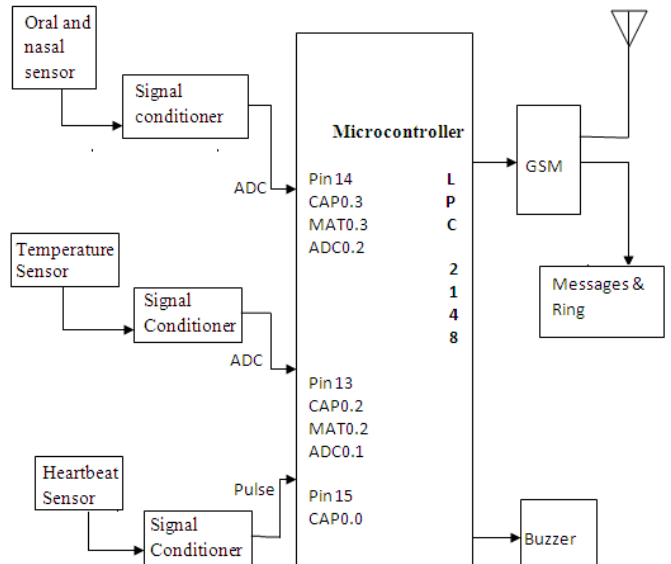 Oral and
nasal
sensor
Signal
conditioner
ADC
Temperature
Sensor
Signal
Conditioner
ADC
Heartbeat
Sensor
Signal
Conditioner
Pulse
Microcontroller
Pin 14
CAP0.3
MAT0.3
ADC0.2
Pin 13
CAP0.2
MAT0.2
ADC0.1
Pin 15
CAP0.0
L
P
C
2
1
4
8
GSM
Messages &
Ring
Buzzer